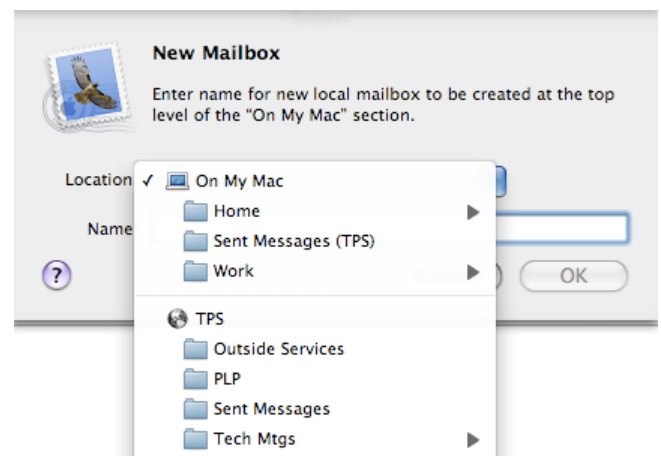 New Mailbox
Enter name for new local mailbox to be created at the top
level of the “On My Mac” section.
Location ✓ On My Mac
Home
Name
Sent Messages (TPS)
Work
? OK
TPS
Outside Services
PLP
Sent Messages
Tech Mtgs